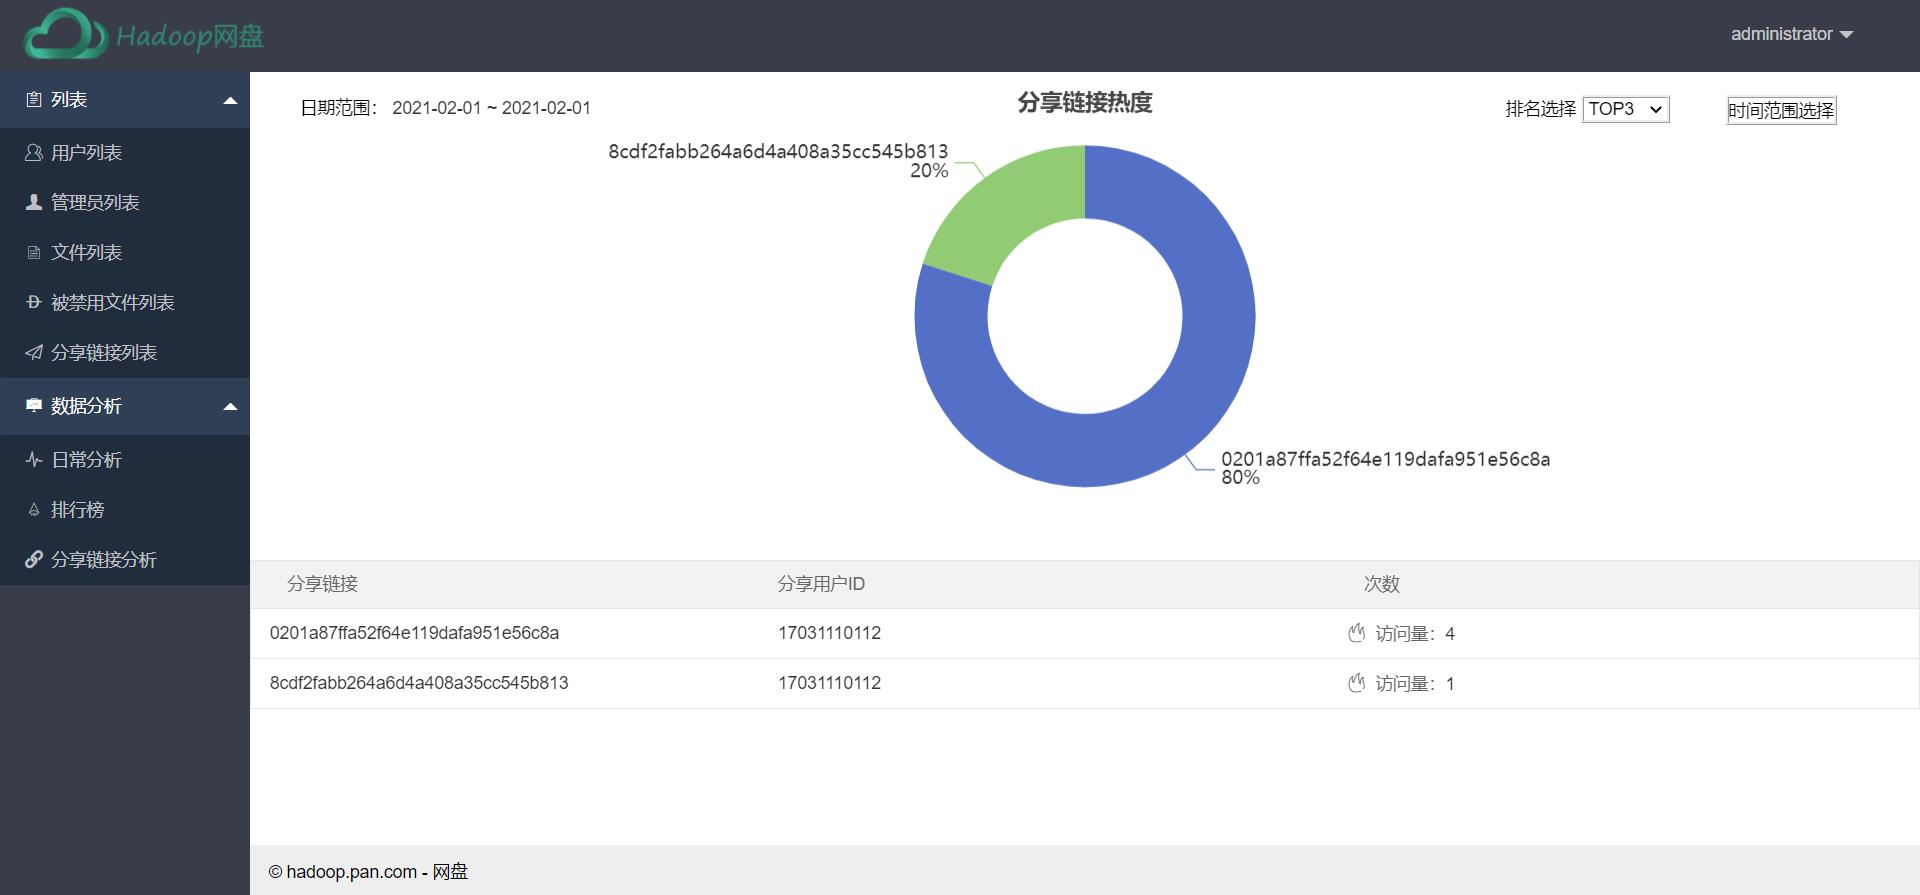 Hadoop网盘
administrator
列表
用户列表
管理员列表
文件列表
被禁用文件列表
分享链接列表
数据分析
日常分析
排行榜
分享链接分析
日期范围： 2021-02-01 ~ 2021-02-01
分享链接热度
排名选择 TOP3
时间范围选择
8cdf2fabb264a6d4a408a35cc545b813
20%
0201a87ffa52f64e119dafa951e56c8a
80%
分享链接 分享用户ID 次数
0201a87ffa52f64e119dafa951e56c8a 17031110112 访问量：4
8cdf2fabb264a6d4a408a35cc545b813 17031110112 访问量：1
© hadoop.pan.com - 网盘